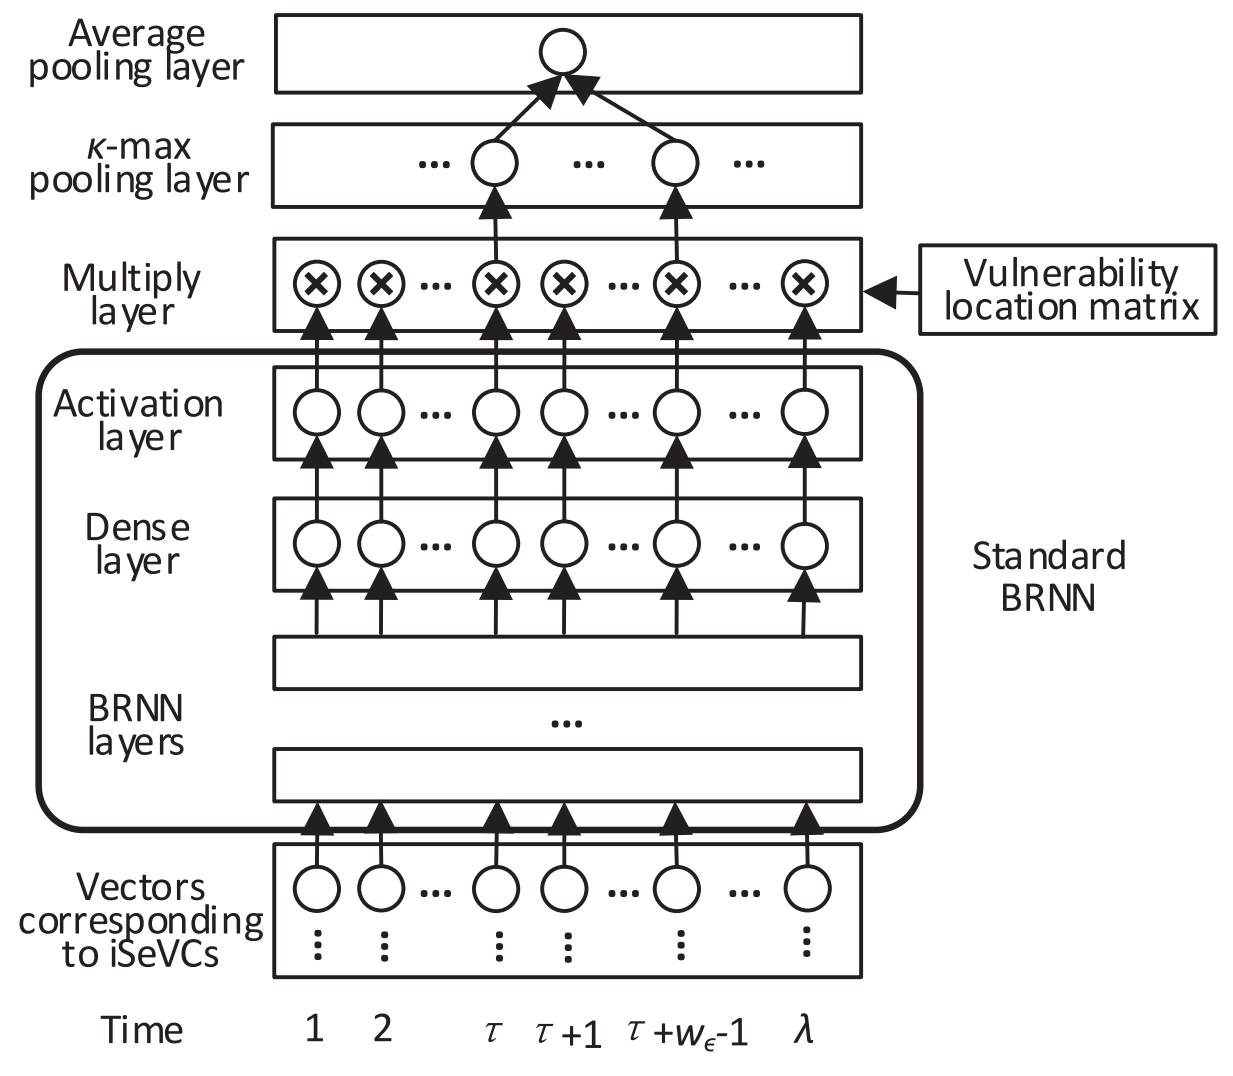 Average
pooling layer
κ-max
pooling layer
... ... ...
Multiply
layer
... ... ...
Vulnerability
location matrix
Activation
layer
... ... ...
Dense
layer
... ... ...
Standard
BRNN
BRNN
layers
...
Vectors
corresponding
to iSeVCs
... ... ...
Time 1 2 τ τ+1 τ+wϵ-1 λ